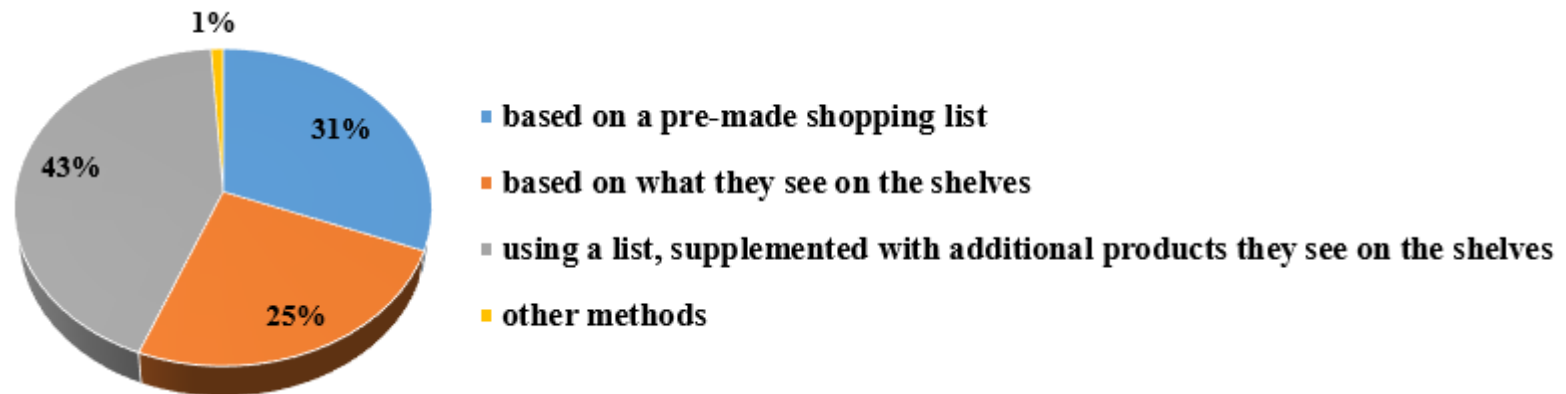 1%
31%
43%
25%
based on a pre-made shopping list
based on what they see on the shelves
using a list, supplemented with additional products they see on the shelves
other methods